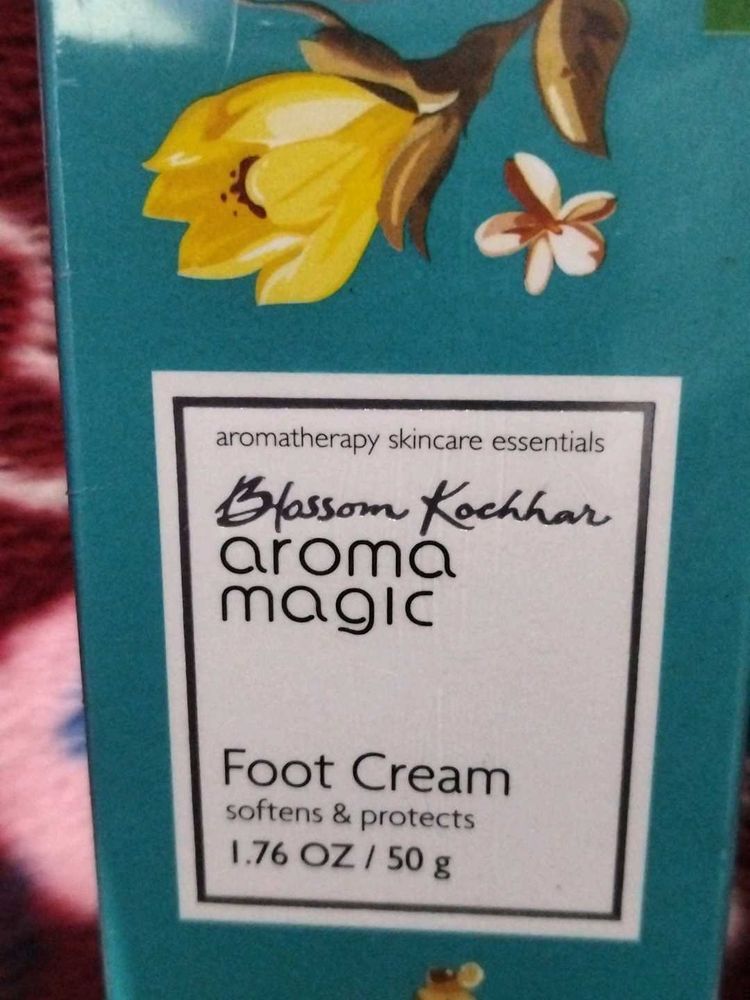 aromatherapy skincare essentials
Blossom Kochhar
aroma
magic
Foot Cream
softens & protects
1.76 OZ / 50 g